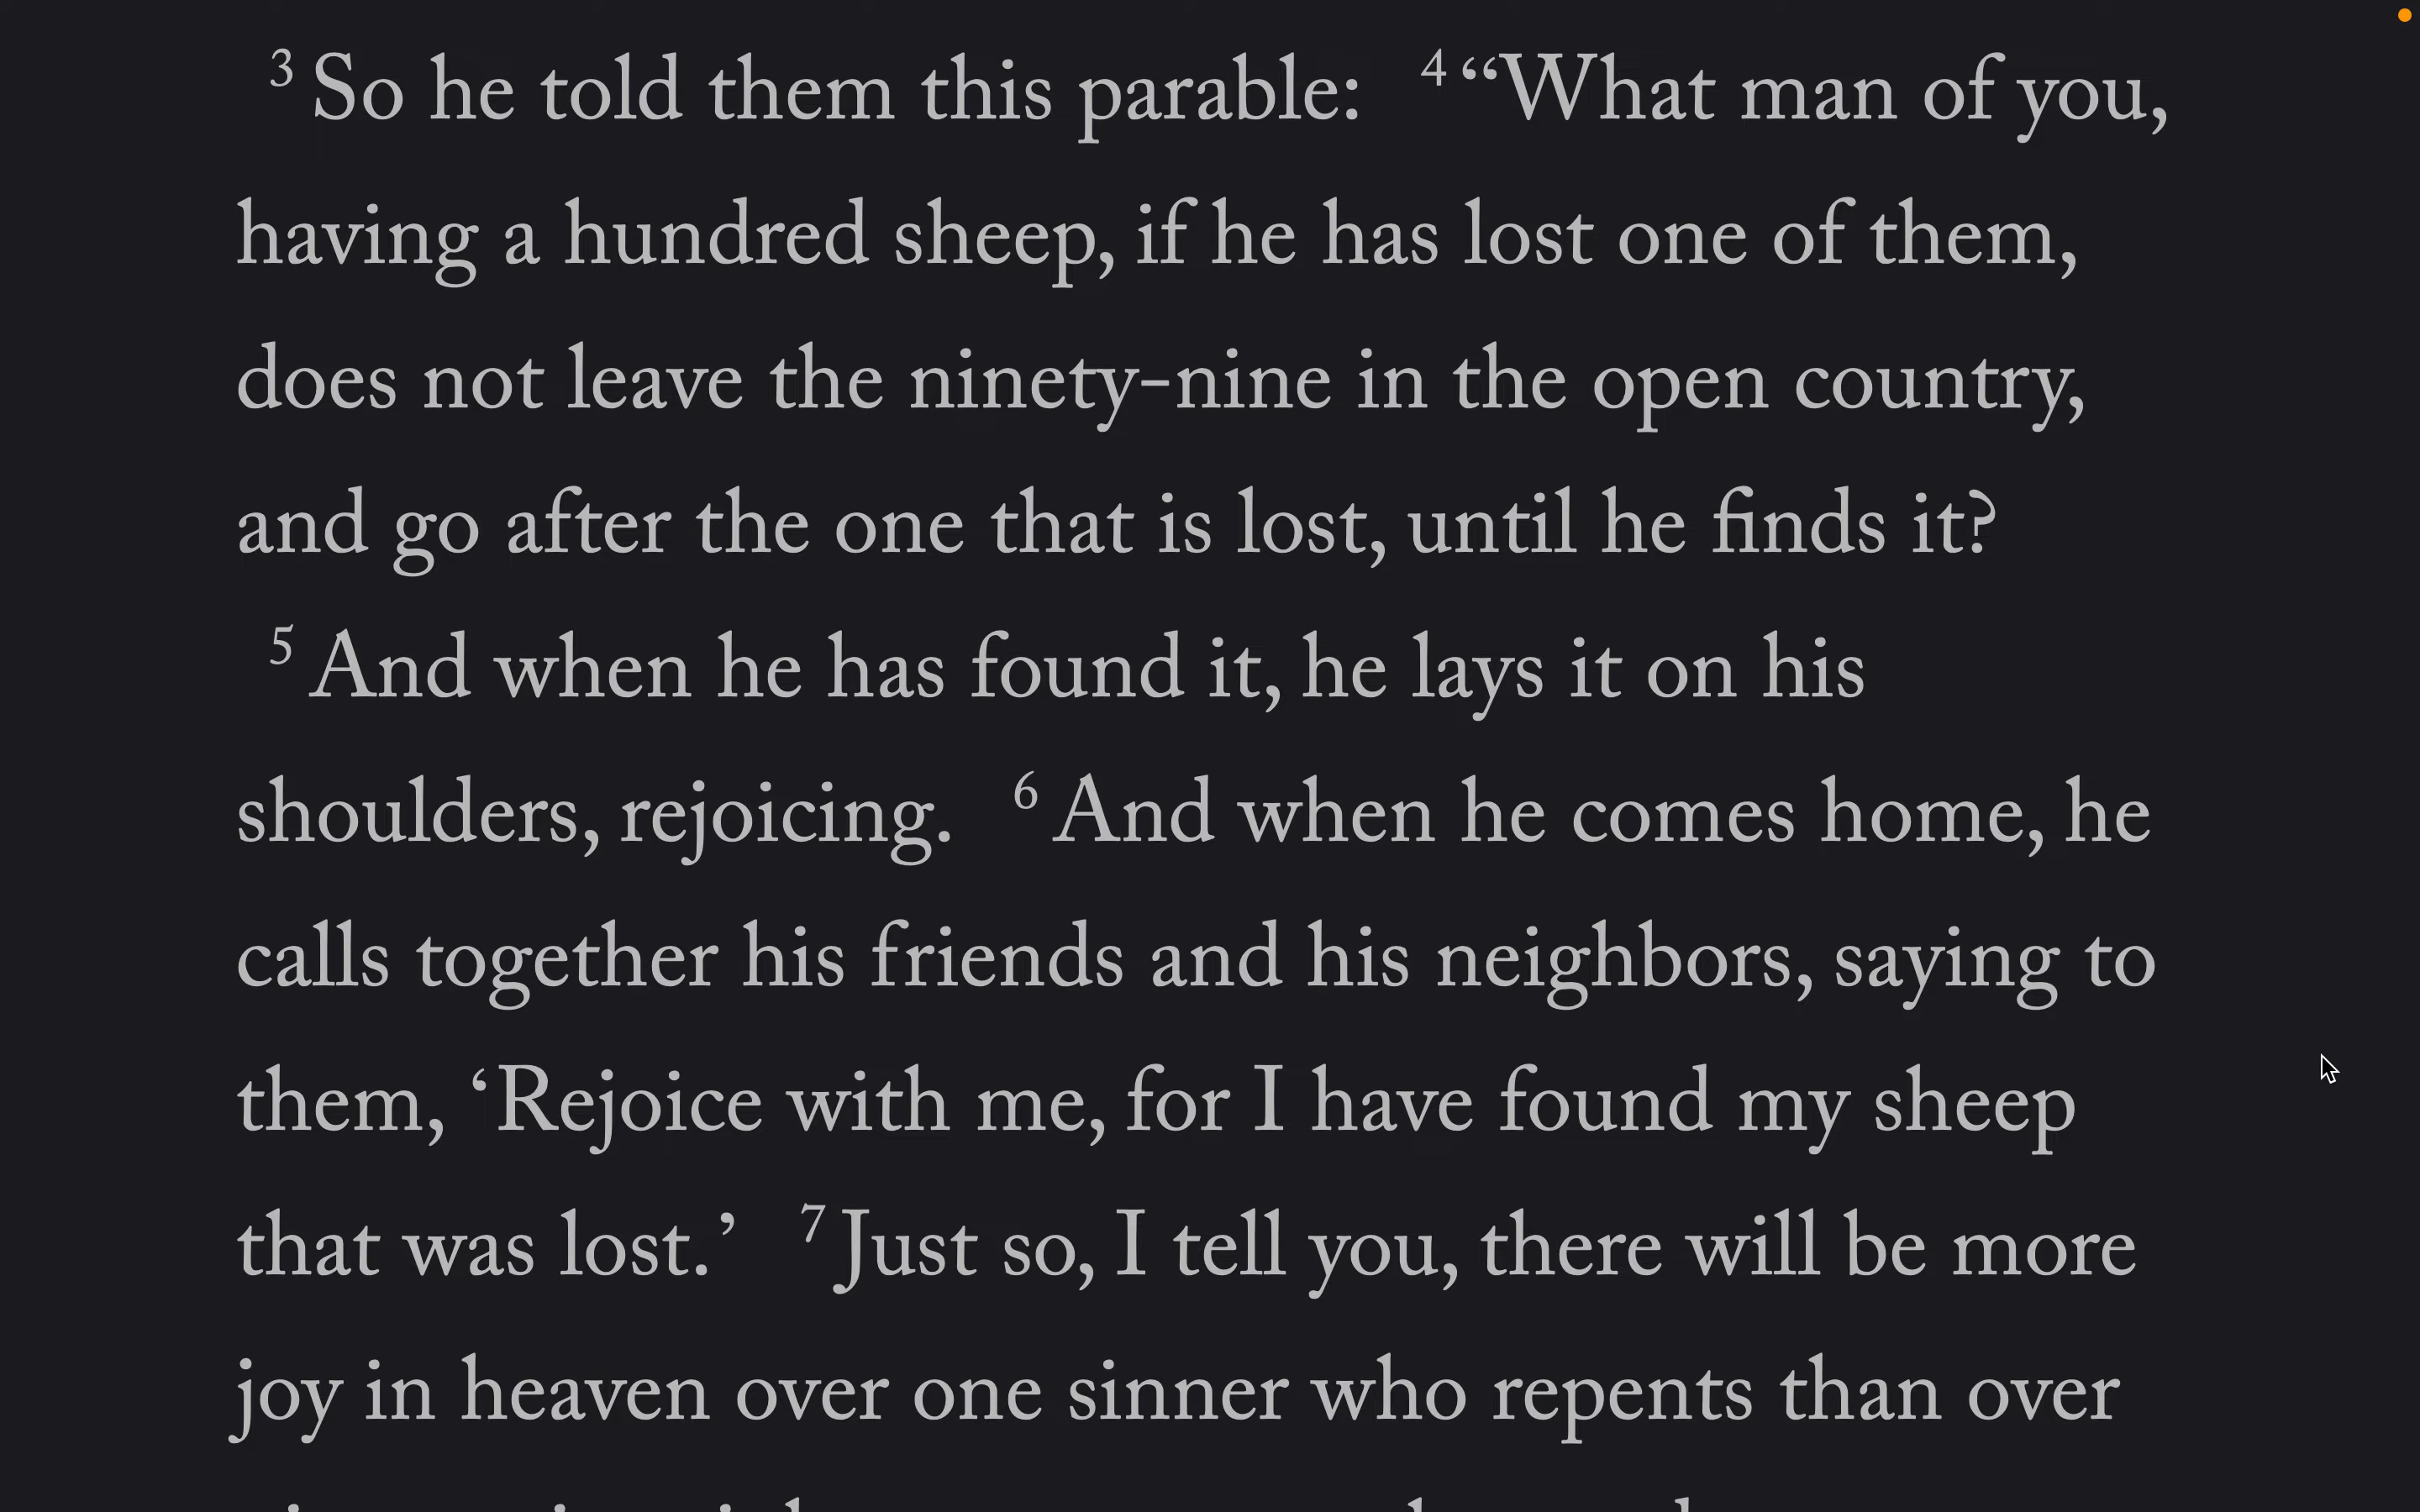 3 So he told them this parable: 4 “What man of you,
having a hundred sheep, if he has lost one of them,
does not leave the ninety-nine in the open country,
and go after the one that is lost, until he finds it?
5 And when he has found it, he lays it on his
shoulders, rejoicing. 6 And when he comes home, he
calls together his friends and his neighbors, saying to
them, ‘Rejoice with me, for I have found my sheep
that was lost.’ 7 Just so, I tell you, there will be more
joy in heaven over one sinner who repents than over